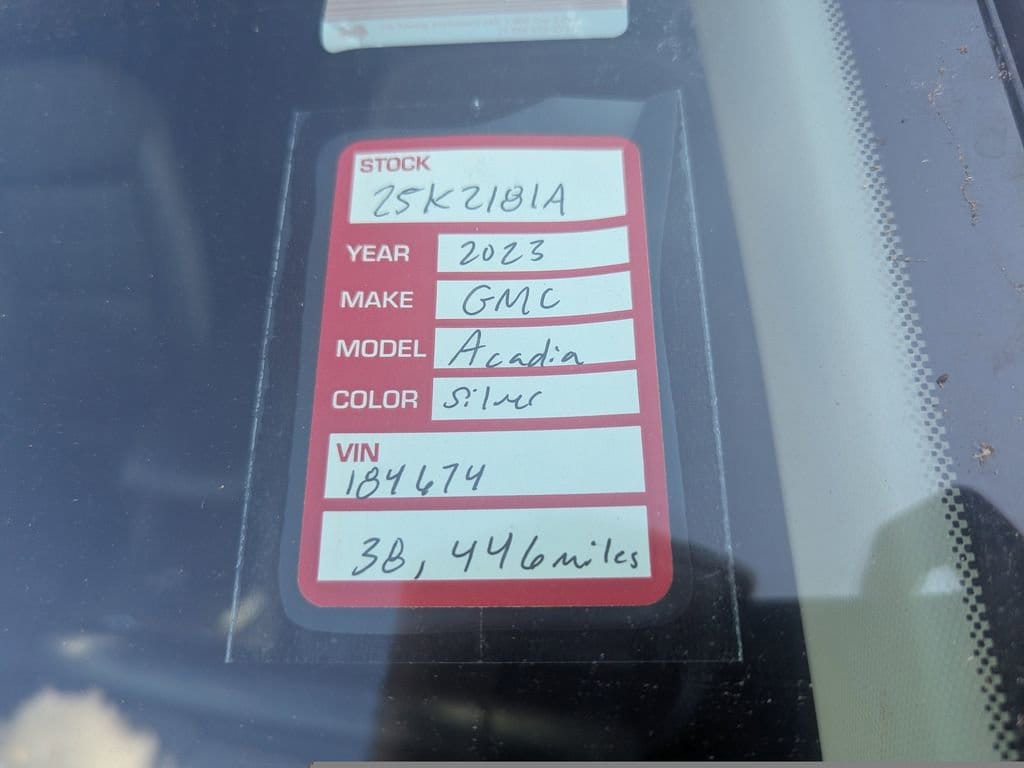 STOCK
25K2181A
YEAR 2023
MAKE GMC
MODEL Acadia
COLOR Silver
VIN
184674
38,446 miles